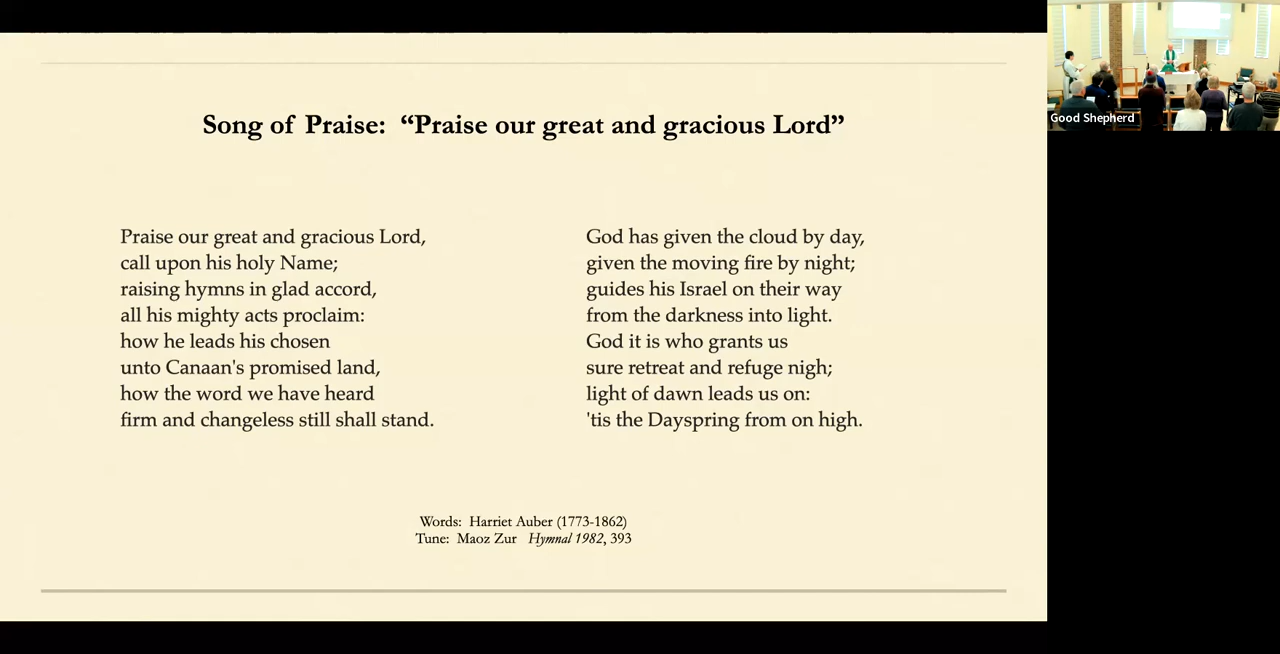 Song of Praise: “Praise our great and gracious Lord”
Praise our great and gracious Lord,
call upon his holy Name;
raising hymns in glad accord,
all his mighty acts proclaim:
how he leads his chosen
unto Canaan's promised land,
how the word we have heard
firm and changeless still shall stand.
God has given the cloud by day,
given the moving fire by night;
guides his Israel on their way
from the darkness into light.
God it is who grants us
sure retreat and refuge nigh;
light of dawn leads us on:
'tis the Dayspring from on high.
Words: Harriet Auber (1773-1862)
Tune: Maoz Zur Hymnal 1982, 393
Good Shepherd